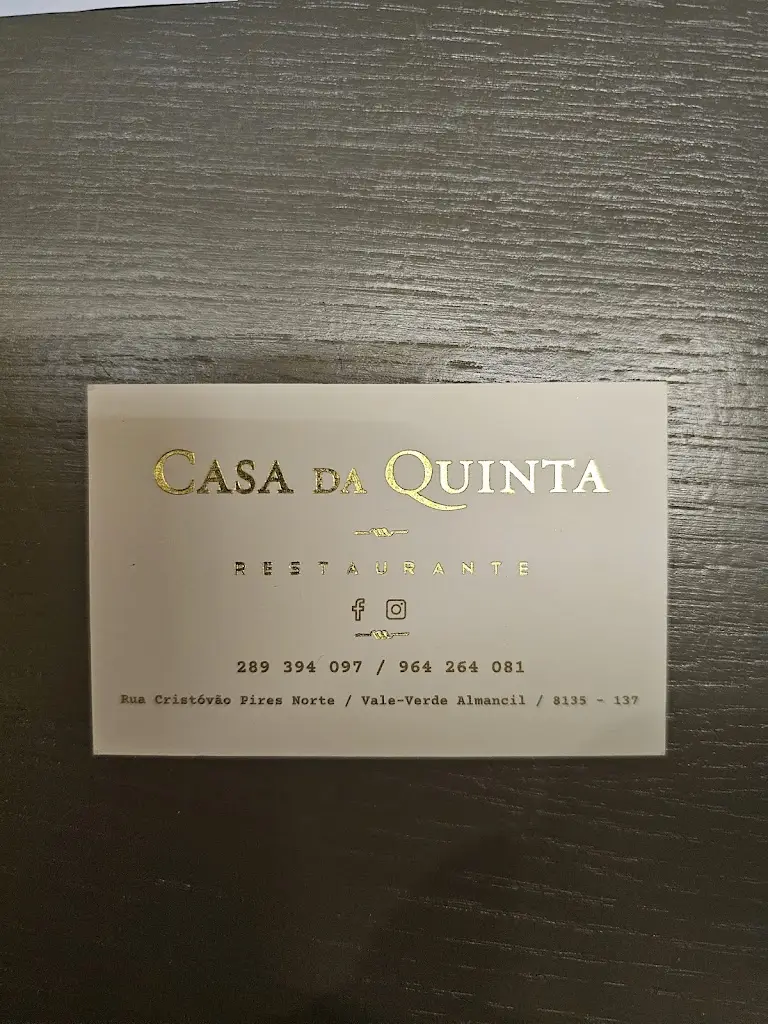 CASA DA QUINTA
RESTAURANTE
289 394 097 / 964 264 081
Rua Cristóvão Pires Norte / Vale-Verde Almancil / 8135 - 137